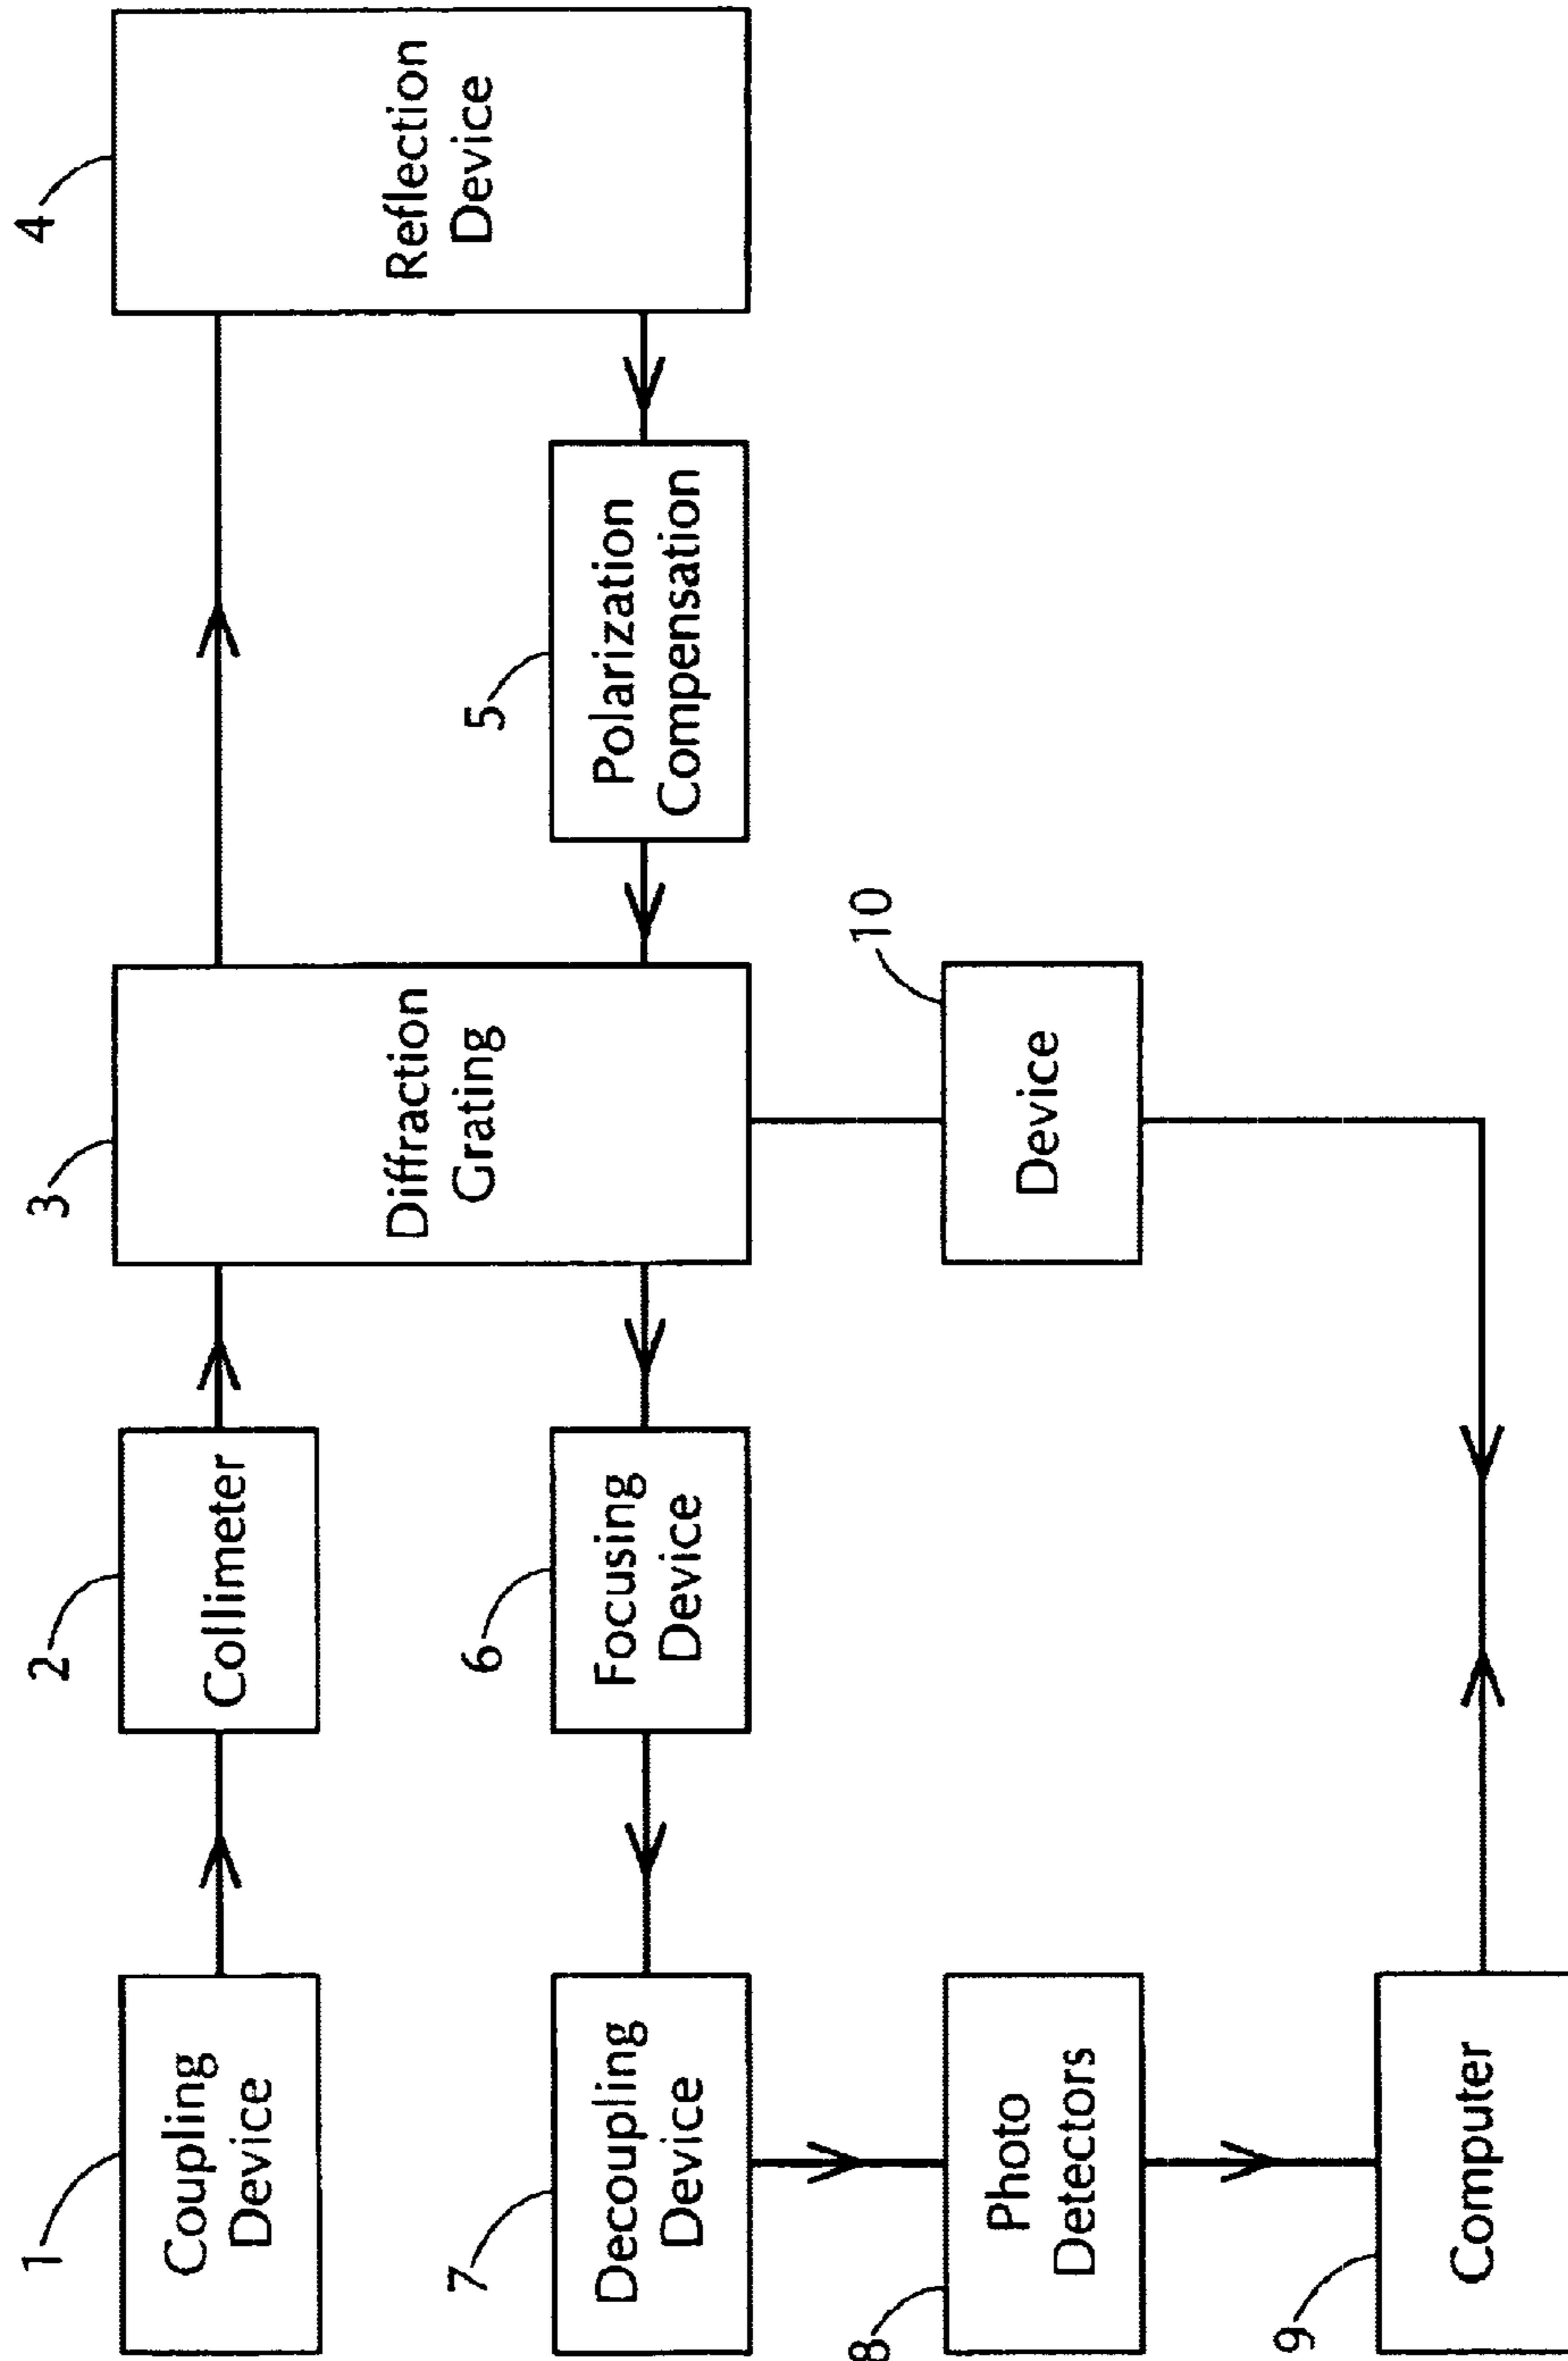 1
Coupling
Device
2
Collimeter
3
Diffraction
Grating
4
Reflection
Device
5
Polarization
Compensation
6
Focusing
Device
7
Decoupling
Device
8
Photo
Detectors
9
Computer
10
Device